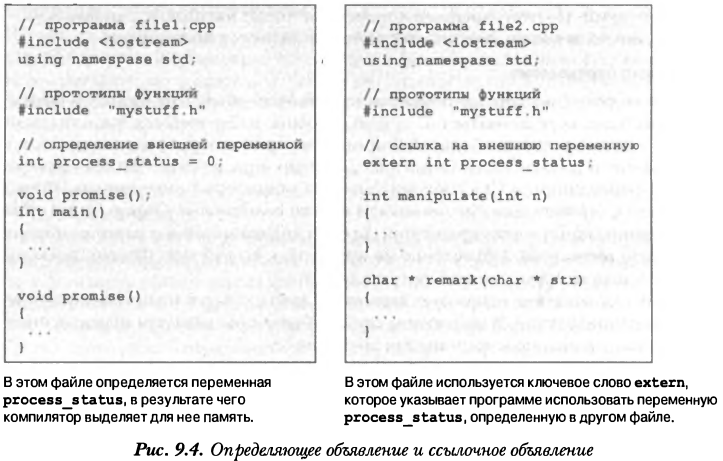 // программа file1.cpp
#include <iostream>
using namespase std;
// прототипы функций
#include "mystuff.h"
// определение внешней переменной
int process_status = 0;
void promise();
int main()
{
...
}
void promise()
{
...
}
В этом файле определяется переменная
process_status, в результате чего
компилятор выделяет для нее память.
// программа file2.cpp
#include <iostream>
using namespase std;
// прототипы функций
#include "mystuff.h"
// ссылка на внешнюю переменную
extern int process_status;
int manipulate(int n)
{
...
}
char * remark(char * str)
{
...
}
В этом файле используется ключевое слово extern,
которое указывает программе использовать переменную
process_status, определенную в другом файле.
Рис. 9.4. Определяющее объявление и ссылочное объявление